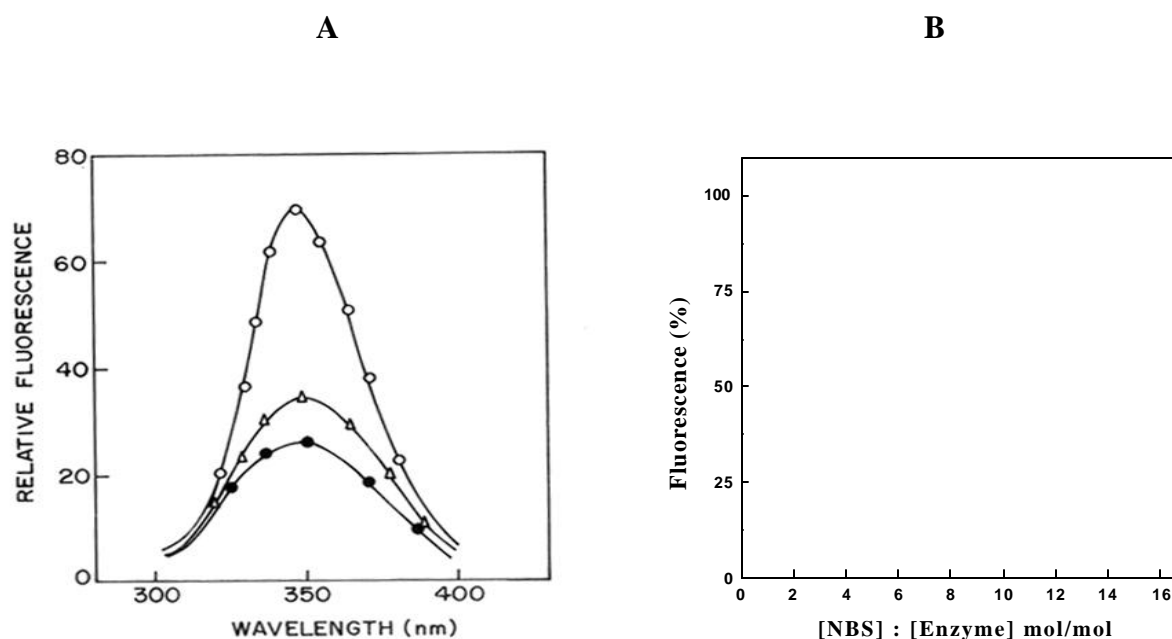 A
B
80
60
40
20
0
RELATIVE FLUORESCENCE
300 350 400
WAVELENGTH (nm)
100
75
50
25
0
Fluorescence (%)
0 2 4 6 8 10 12 14 16
[NBS] : [Enzyme] mol/mol